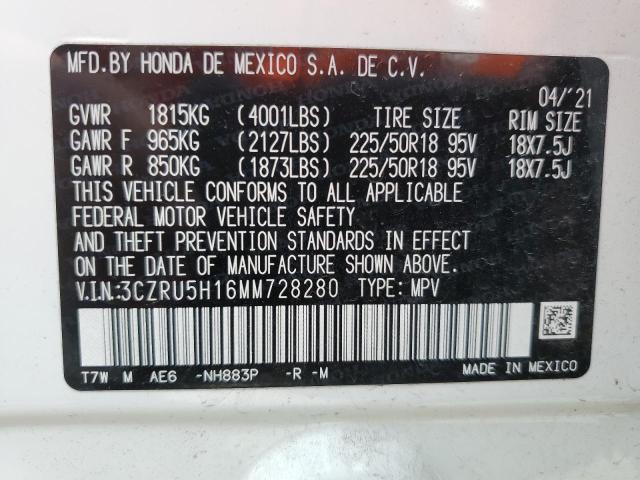 MFD.BY HONDA DE MEXICO S.A. DE C.V.
04/'21
GVWR 1815KG (4001LBS) TIRE SIZE RIM SIZE
GAWR F 965KG (2127LBS) 225/50R18 95V 18X7.5J
GAWR R 850KG (1873LBS) 225/50R18 95V 18X7.5J
THIS VEHICLE CONFORMS TO ALL APPLICABLE
FEDERAL MOTOR VEHICLE SAFETY
AND THEFT PREVENTION STANDARDS IN EFFECT
ON THE DATE OF MANUFACTURE SHOWN ABOVE.
V.I.N:3CZRU5H16MM728280 TYPE: MPV
T7W M AE6 -NH883P -R -M
MADE IN MEXICO